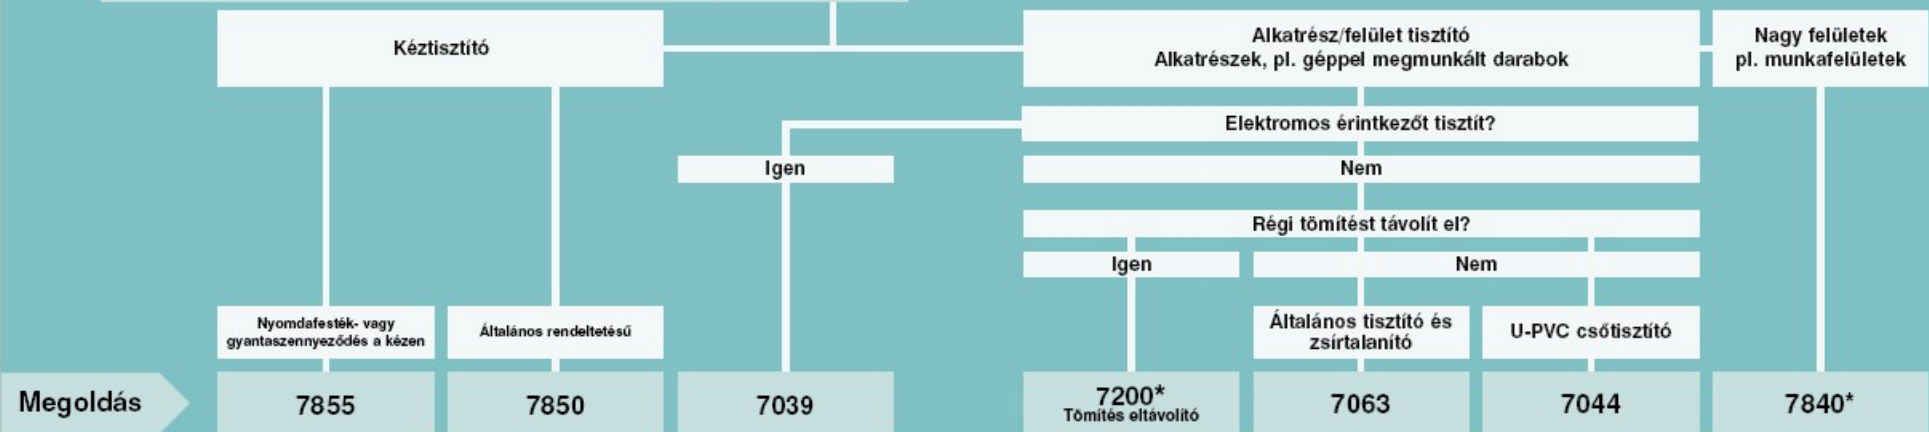 Kéztisztító
Alkatrész/felület tisztító
Alkatrészek, pl. géppel megmunkált darabok
Nagy felületek
pl. munkafelületek
Elektromos érintkezőt tisztít?
Igen
Nem
Régi tömítést távolít el?
Igen
Nem
Nyomdafesték- vagy
gyantaszennyeződés a kézen
Általános rendeltetésű
Általános tisztító és
zsírtalanító
U-PVC csőtisztító
Megoldás
7855
7850
7039
7200*
Tömítés eltávolító
7063
7044
7840*